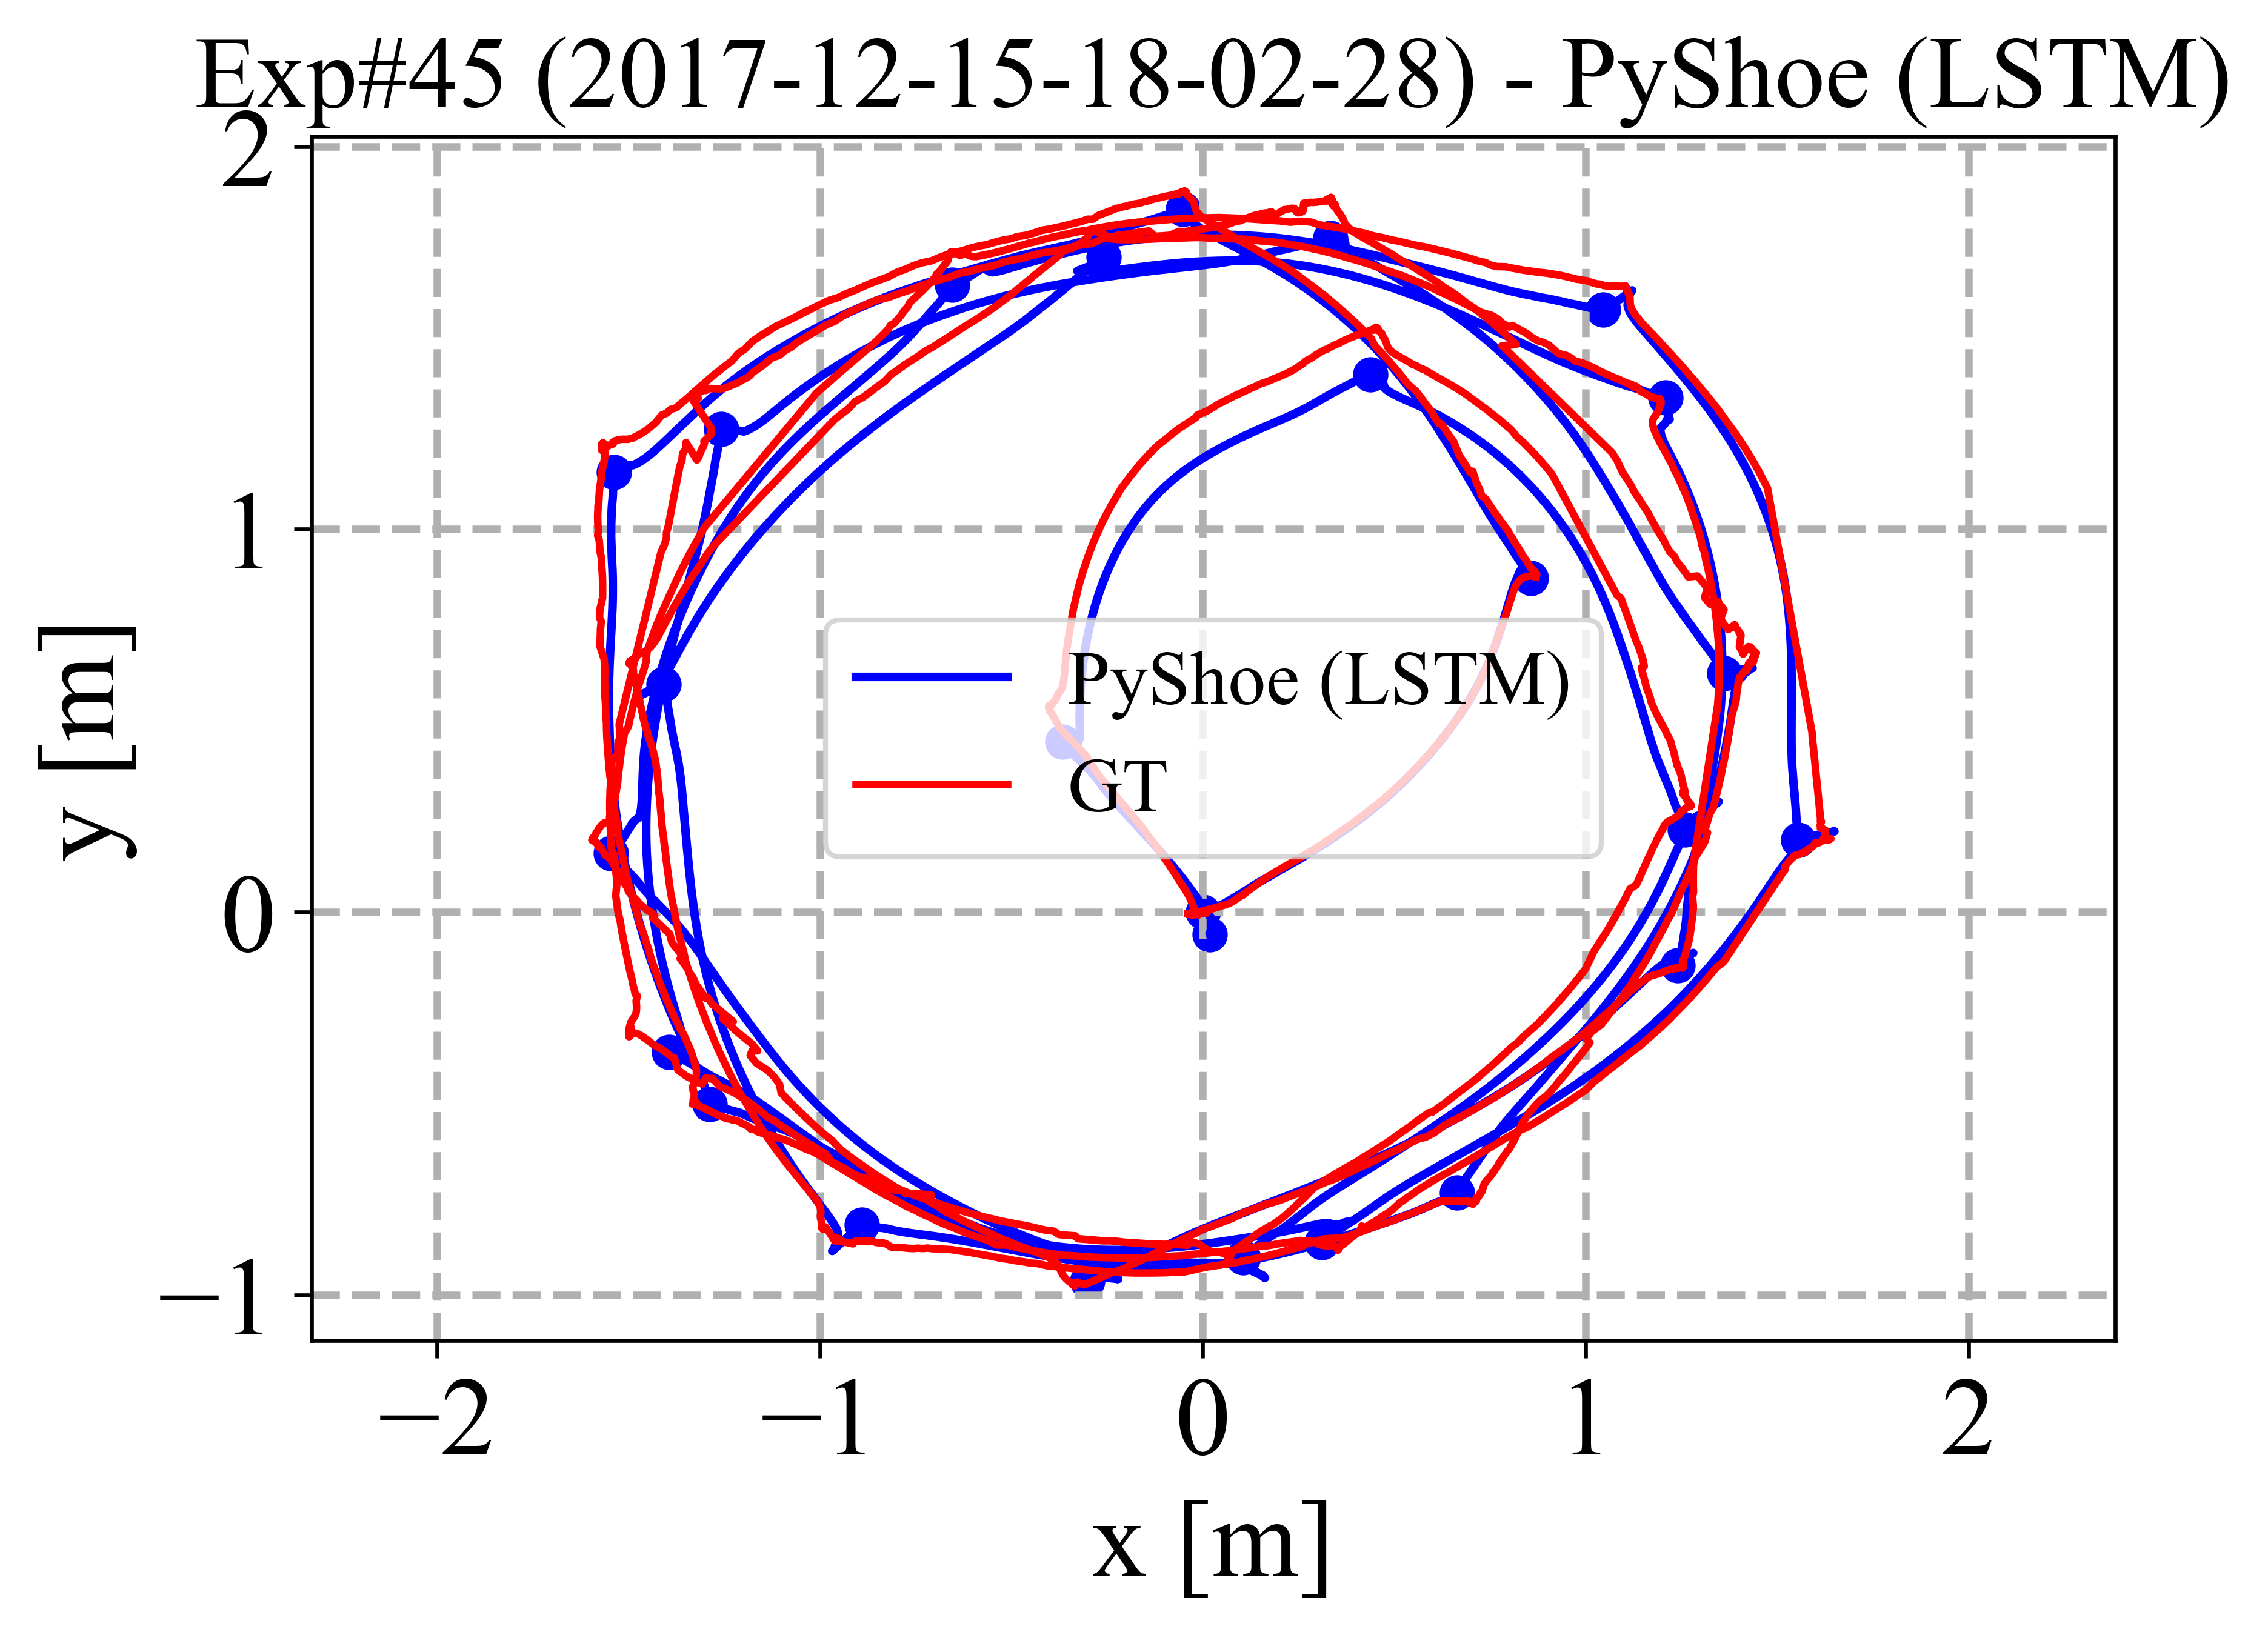 Exp#45 (2017-12-15-18-02-28) - PyShoe (LSTM)
2
1
0
−1
y [m]
PyShoe (LSTM)
GT
−2 −1 0 1 2
x [m]